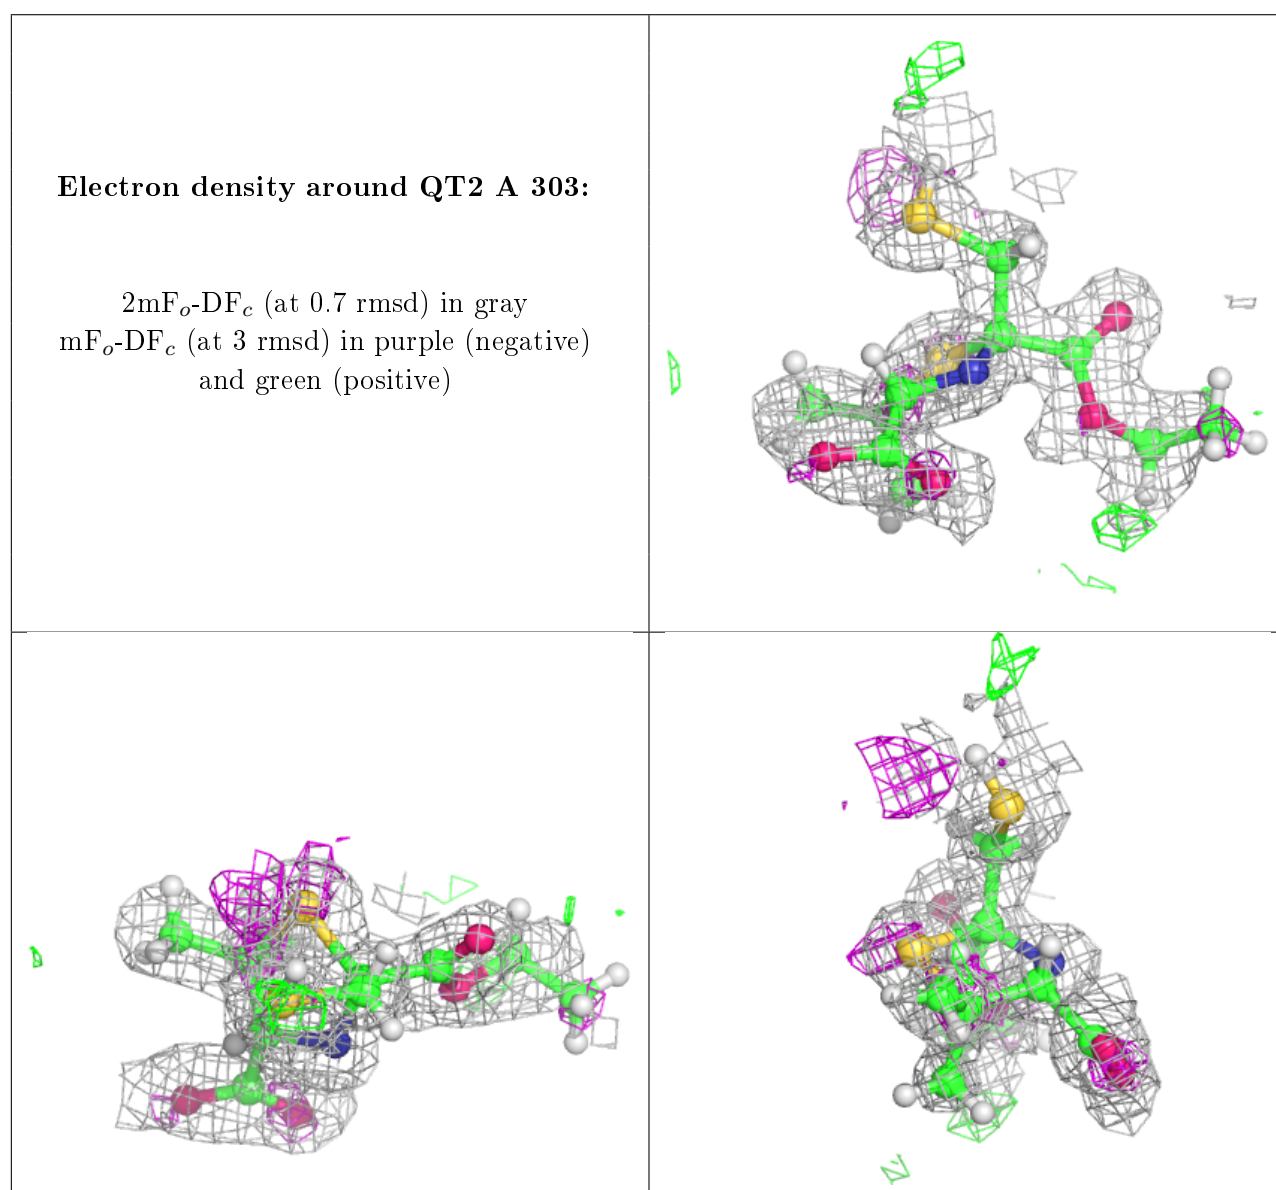 Electron density around QT2 A 303:
2mFo-DFc (at 0.7 rmsd) in gray
mFo-DFc (at 3 rmsd) in purple (negative)
and green (positive)